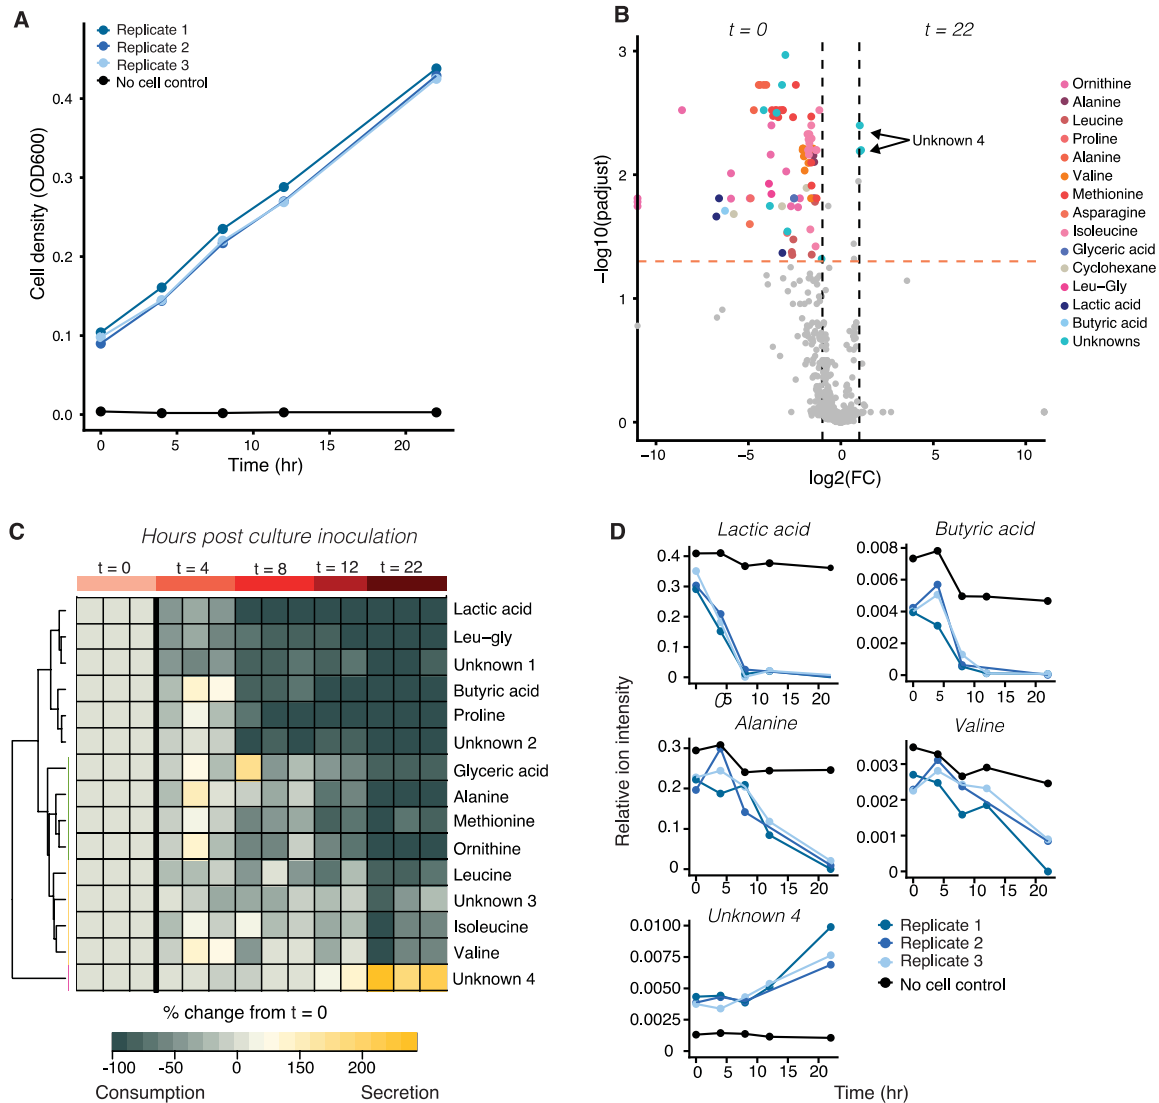 A
Replicate 1
Replicate 2
Replicate 3
No cell control
Cell density (OD600)
0.4
0.3
0.2
0.1
0.0
0 5 10 15 20
Time (hr)
B
t = 0 t = 22
−log10(padjust)
3
2
1
0
Unknown 4
−10 −5 0 5 10
log2(FC)
Ornithine
Alanine
Leucine
Proline
Alanine
Valine
Methionine
Asparagine
Isoleucine
Glyceric acid
Cyclohexane
Leu−Gly
Lactic acid
Butyric acid
Unknowns
C
Hours post culture inoculation
t = 0 t = 4 t = 8 t = 12 t = 22
Lactic acid
Leu−gly
Unknown 1
Butyric acid
Proline
Unknown 2
Glyceric acid
Alanine
Methionine
Ornithine
Leucine
Unknown 3
Isoleucine
Valine
Unknown 4
% change from t = 0
-100 -50 0 150 200
Consumption Secretion
D
Relative ion intensity
Lactic acid
0.4
0.3
0.2
0.1
0
0 5 10 15 20
Butyric acid
0.008
0.006
0.004
0.002
0
0 5 10 15 20
Alanine
0.3
0.2
0.1
0
0 5 10 15 20
Valine
0.003
0.002
0.001
0
0 5 10 15 20
Unknown 4
0.0100
0.0075
0.0050
0.0025
0
0 5 10 15 20
Replicate 1
Replicate 2
Replicate 3
No cell control
Time (hr)